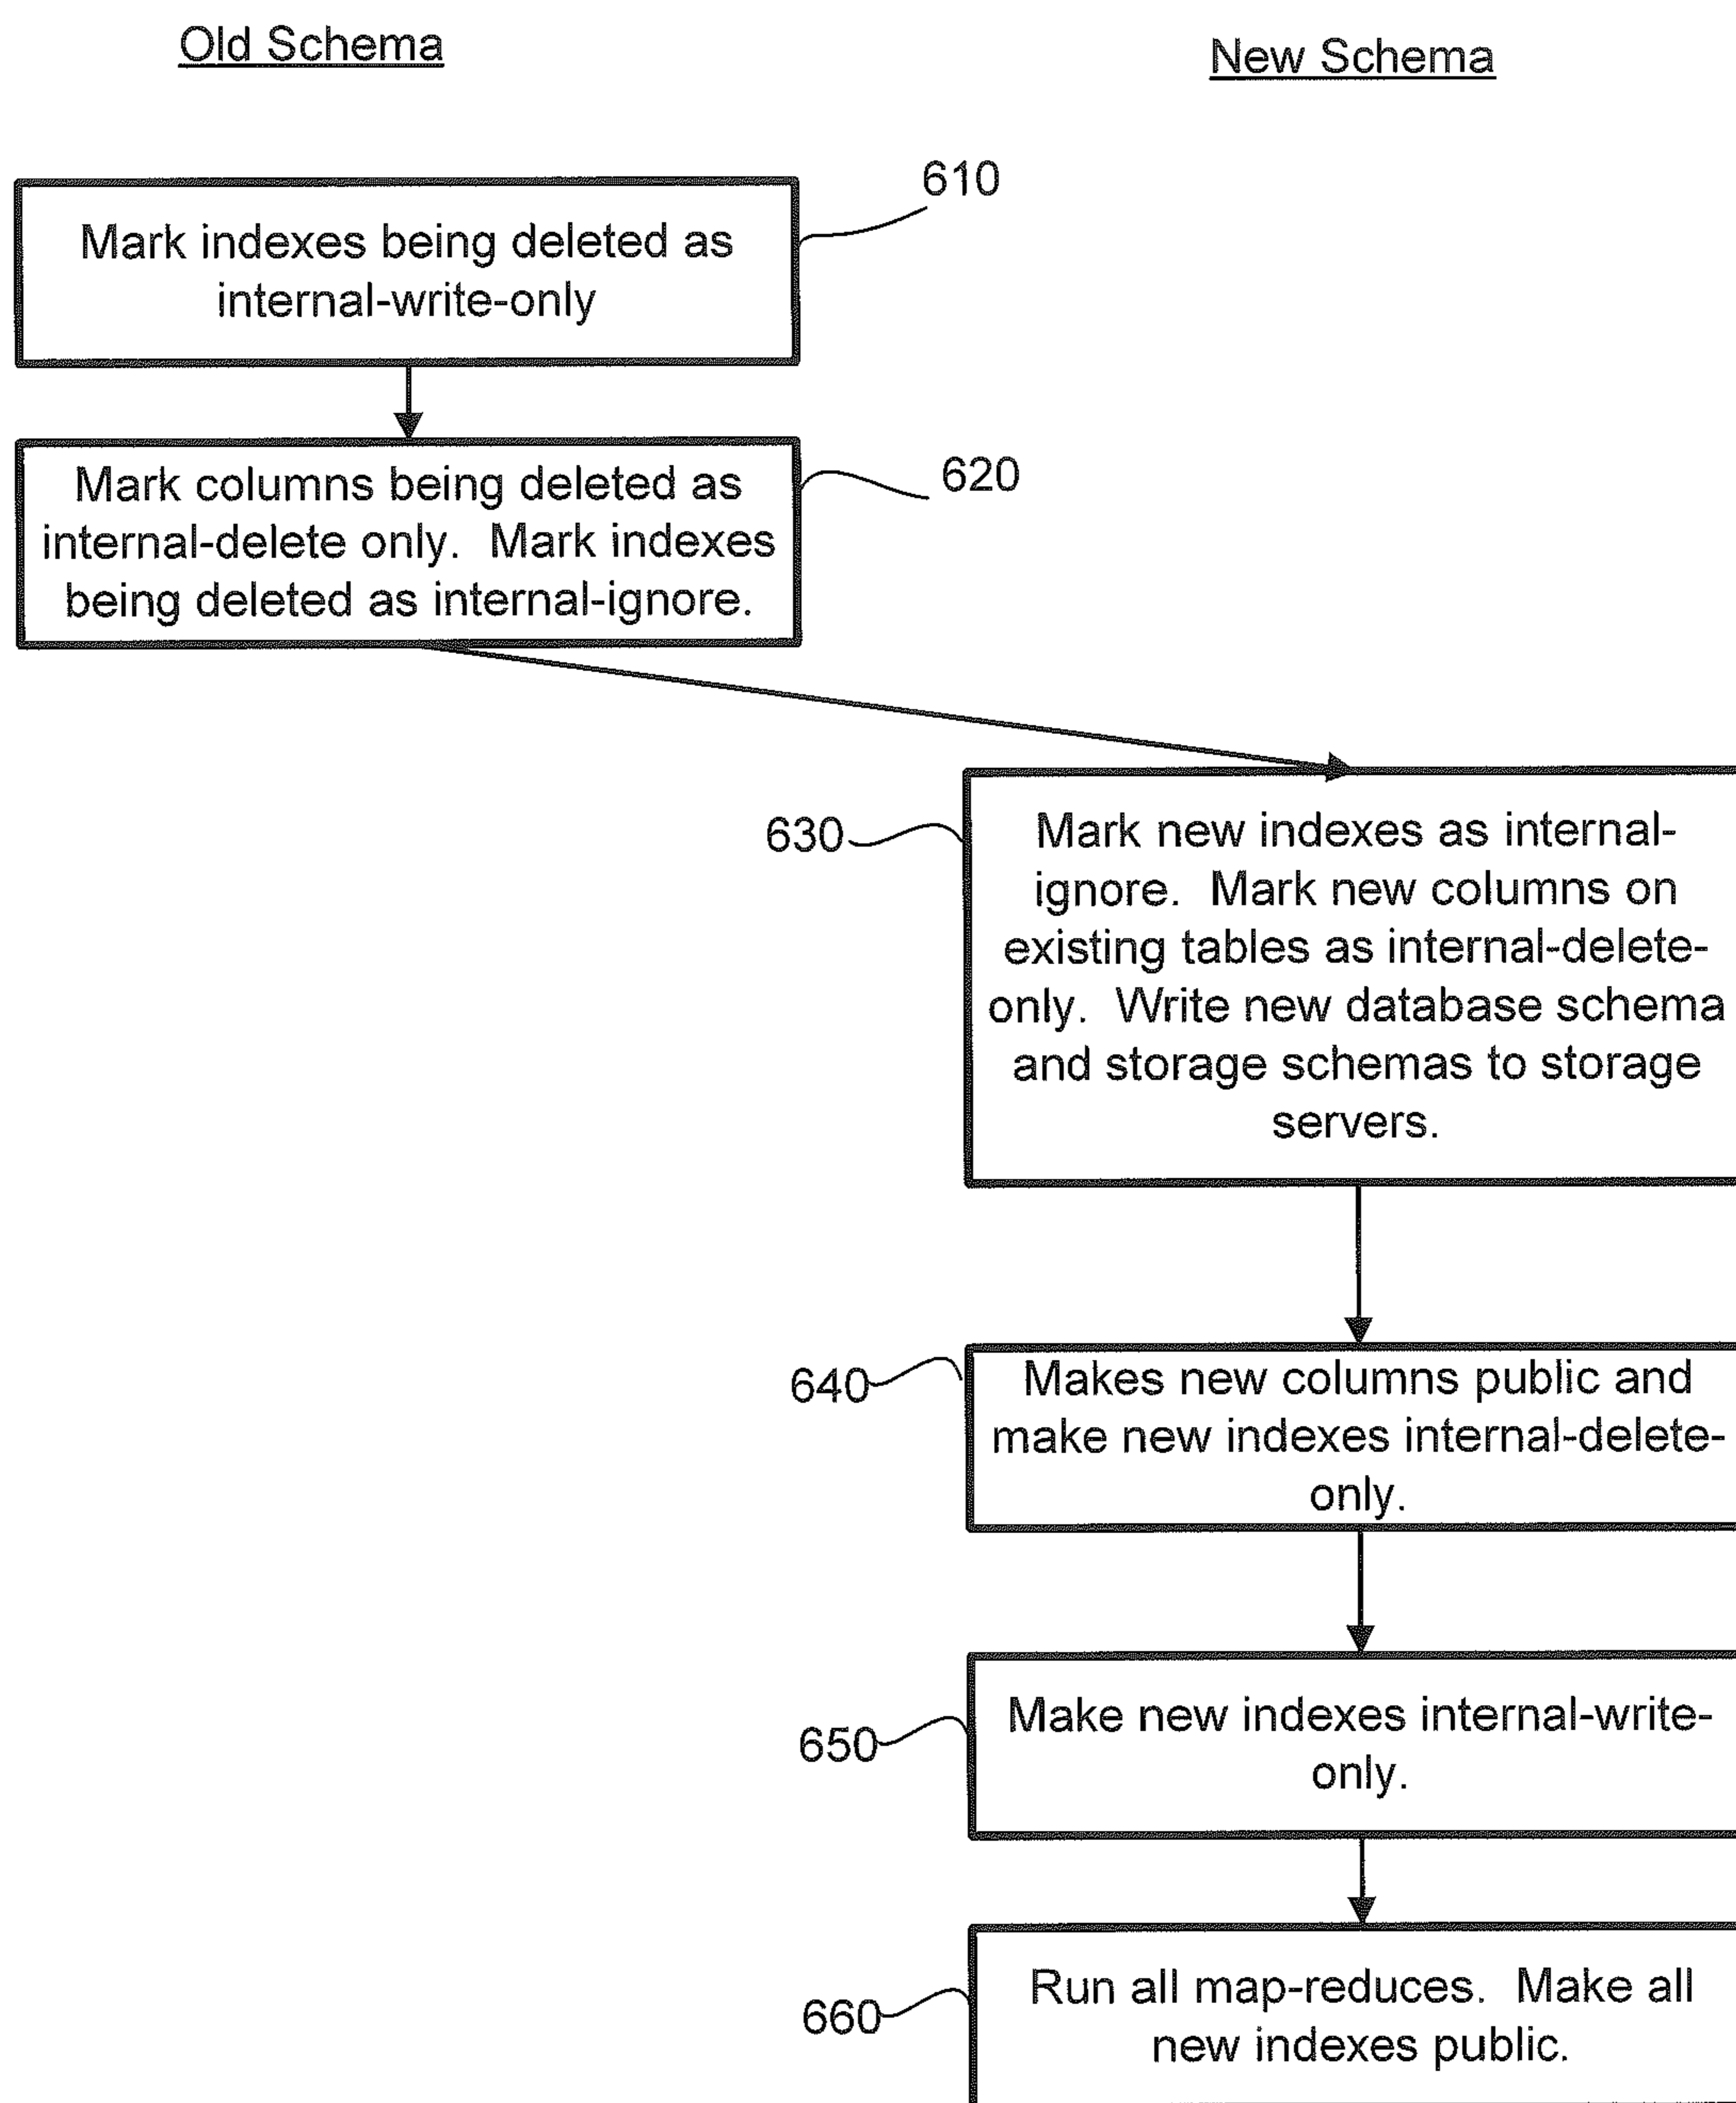 Old Schema
New Schema
610
Mark indexes being deleted as
internal-write-only
620
Mark columns being deleted as
internal-delete only.  Mark indexes
being deleted as internal-ignore.
630
Mark new indexes as internal-
ignore.  Mark new columns on
existing tables as internal-delete-
only.  Write new database schema
and storage schemas to storage
servers.
640
Makes new columns public and
make new indexes internal-delete-
only.
650
Make new indexes internal-write-
only.
660
Run all map-reduces.  Make all
new indexes public.